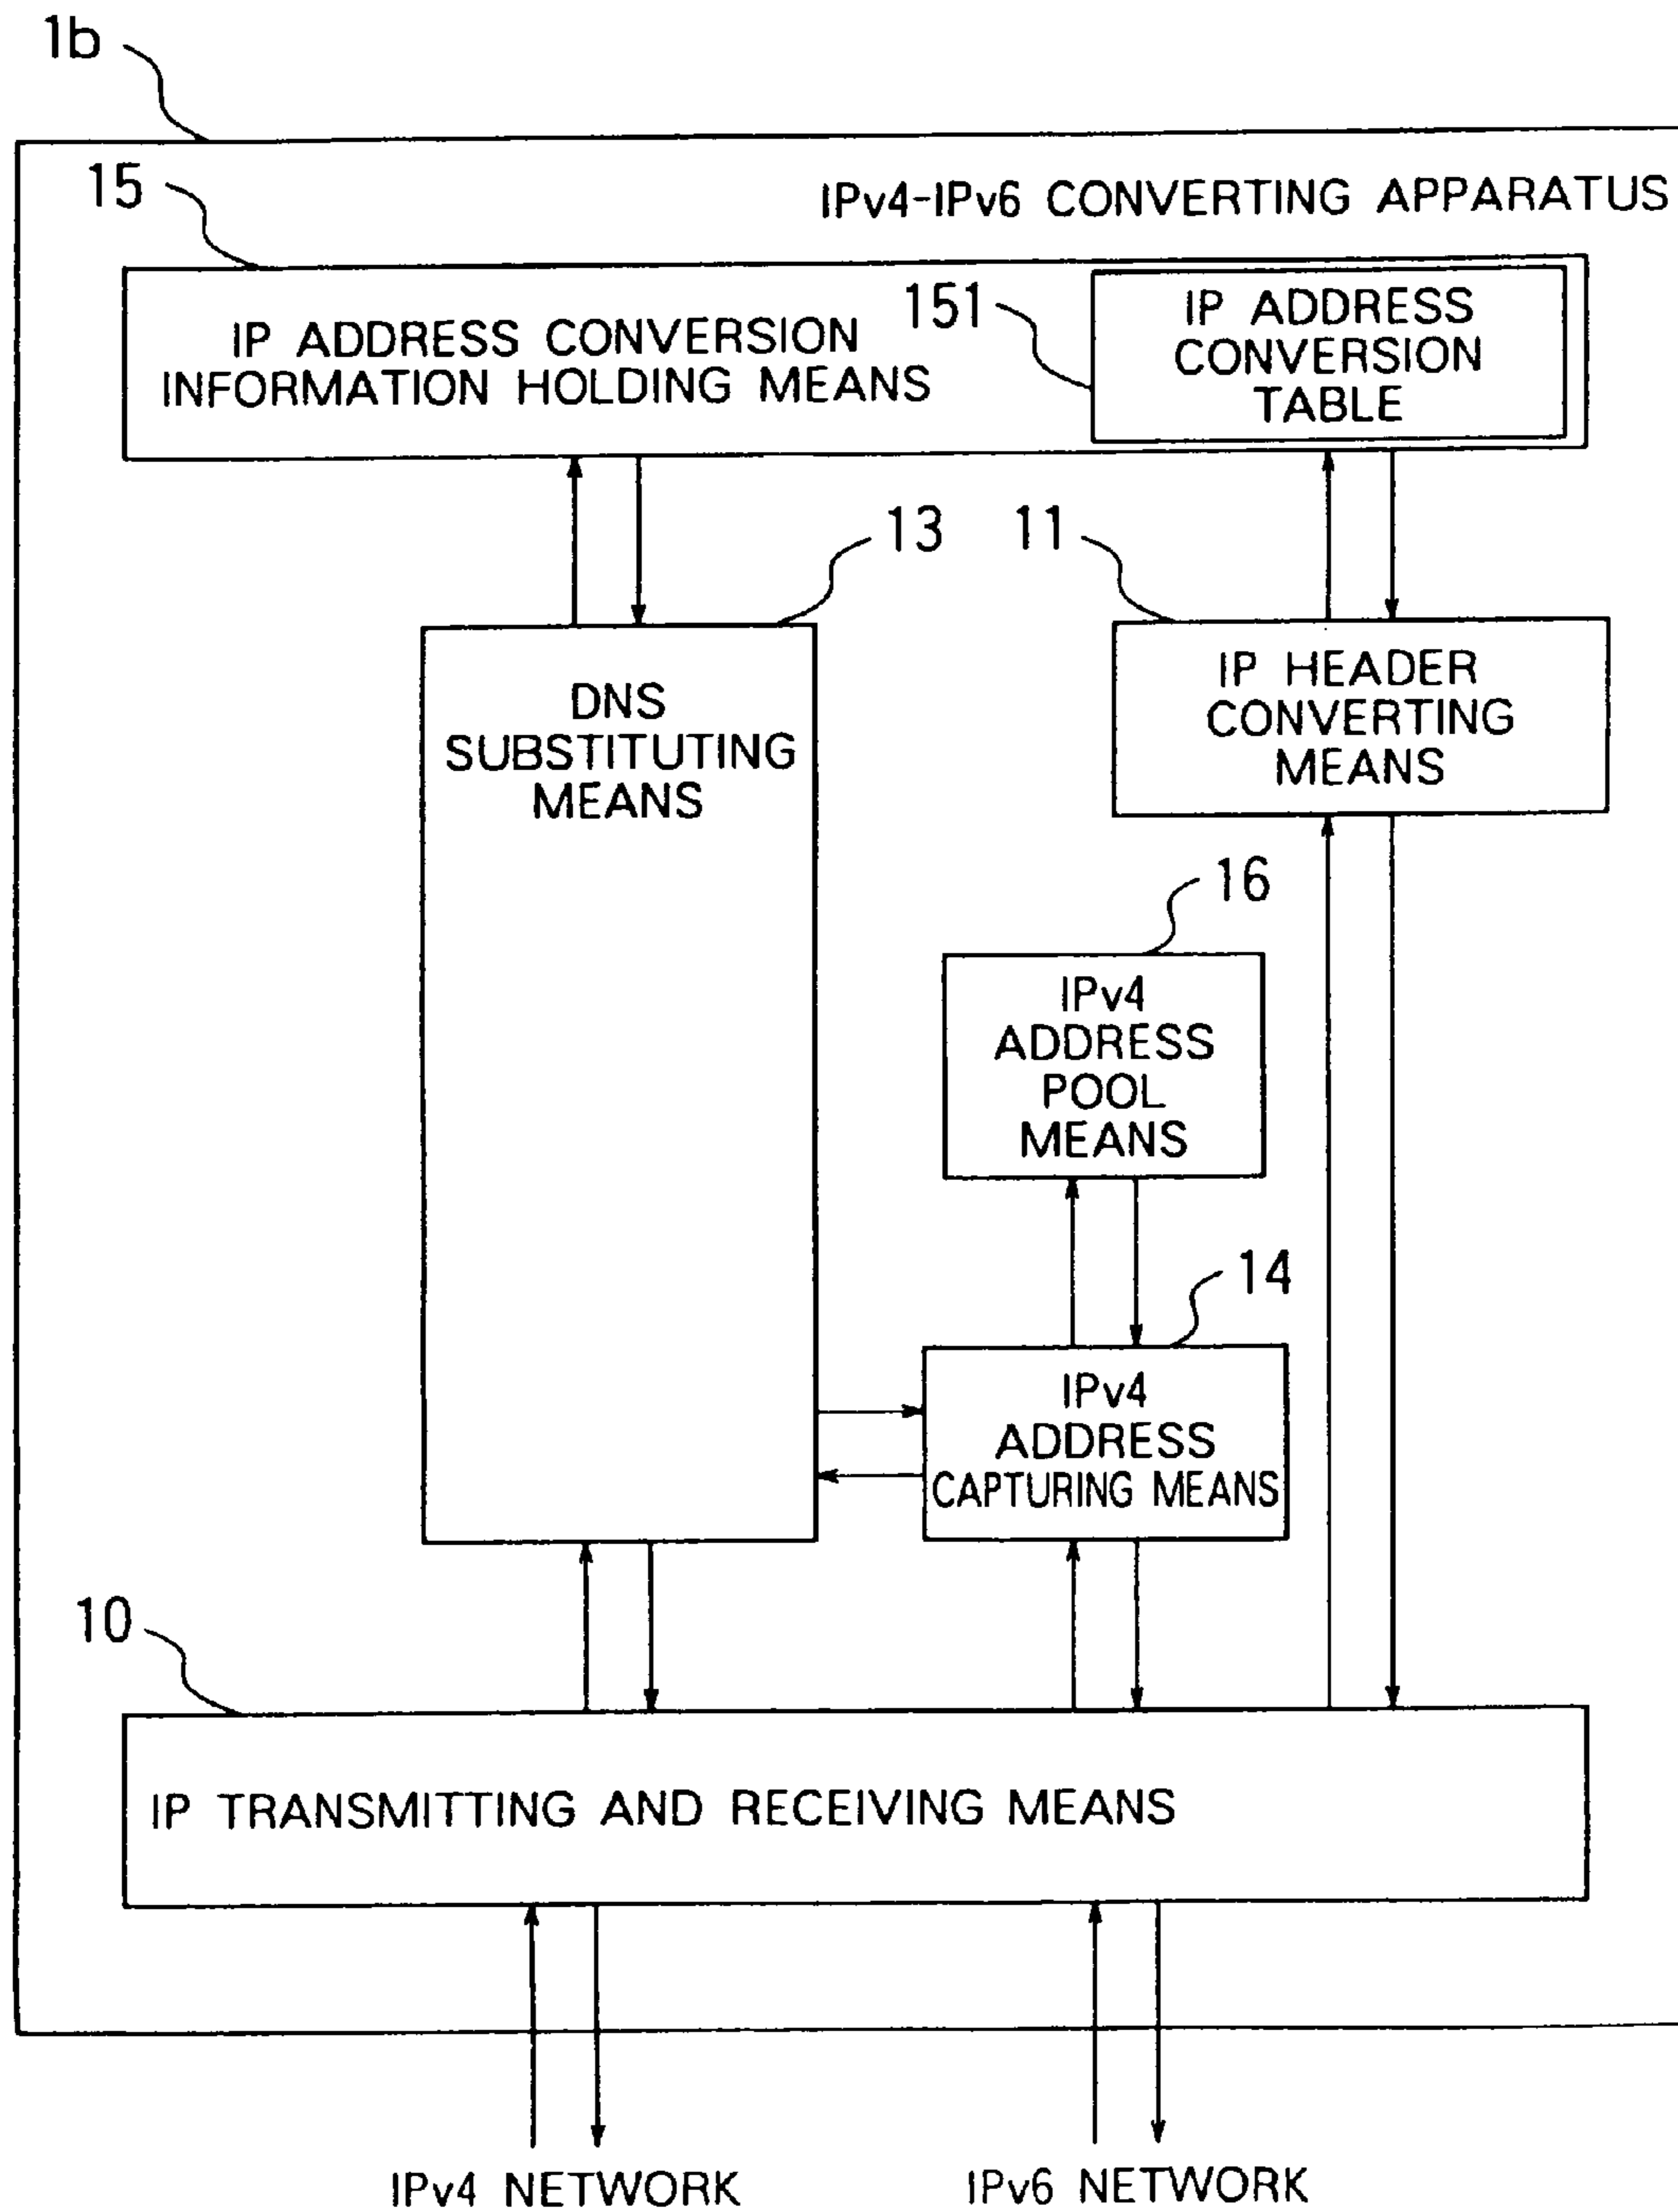 1b
15
IPv4-IPv6 CONVERTING APPARATUS
IP ADDRESS CONVERSION
INFORMATION HOLDING MEANS
151
IP ADDRESS
CONVERSION
TABLE
13
11
DNS
SUBSTITUTING
MEANS
IP HEADER
CONVERTING
MEANS
16
IPv4
ADDRESS
POOL
MEANS
14
IPv4
ADDRESS
CAPTURING MEANS
10
IP TRANSMITTING AND RECEIVING MEANS
IPv4 NETWORK
IPv6 NETWORK